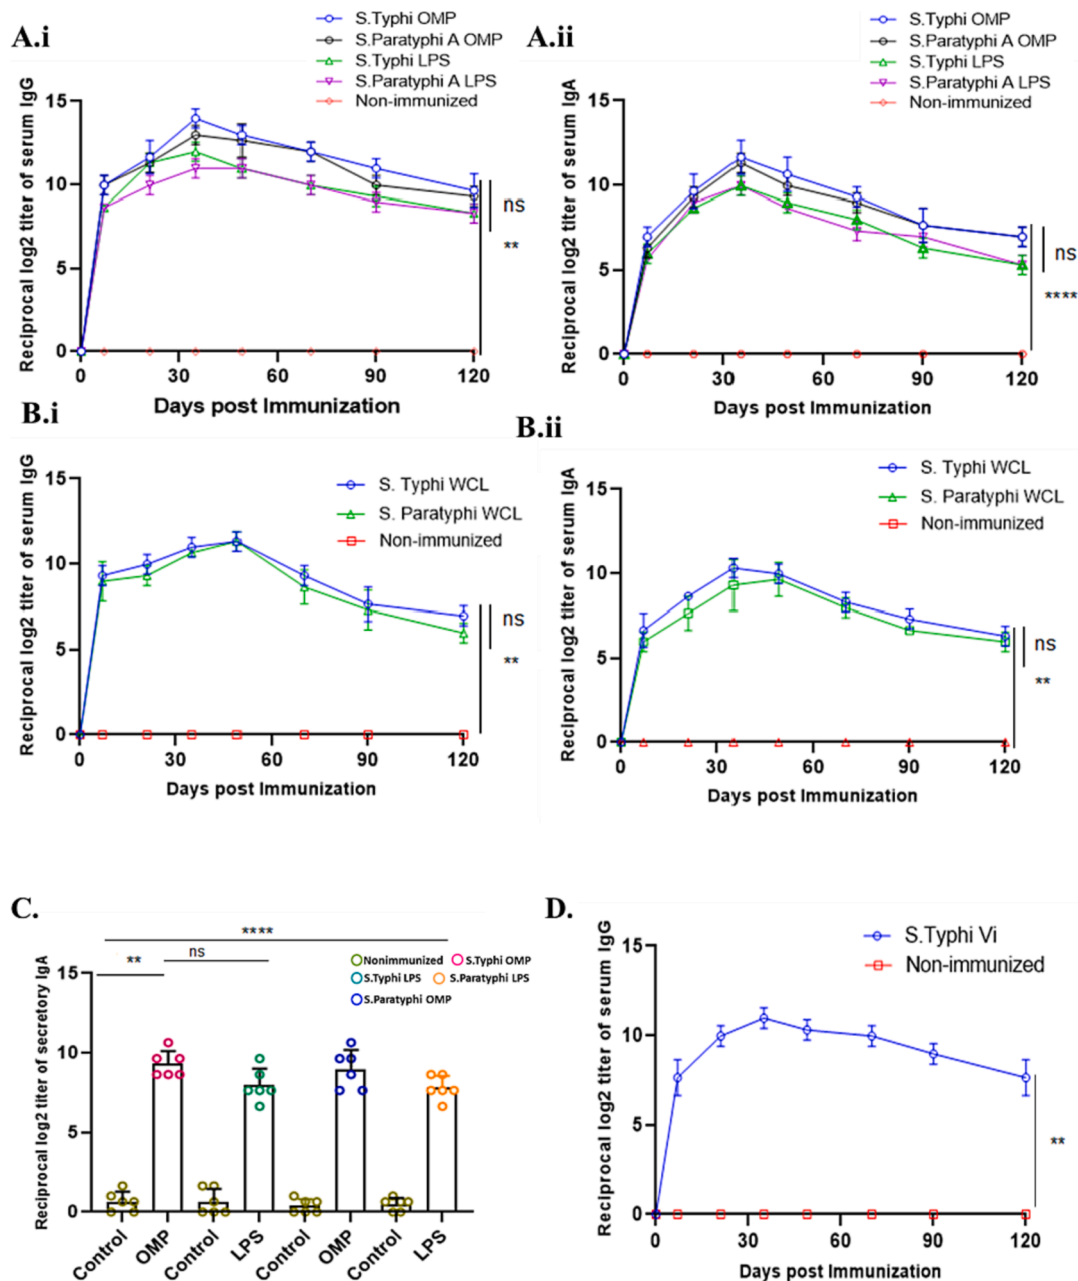 A.i
S.Typhi OMP
S.Paratyphi A OMP
S.Typhi LPS
S.Paratyphi A LPS
Non-immunized
Reciprocal log2 titer of serum IgG
15
10
5
0
0 30 60 90 120
Days post Immunization
ns
**
A.ii
S.Typhi OMP
S.Paratyphi A OMP
S.Typhi LPS
S.Paratyphi A LPS
Non-immunized
Reciprocal log2 titer of serum IgA
15
10
5
0
0 30 60 90 120
Days post Immunization
ns
****
B.i
S. Typhi WCL
S. Paratyphi WCL
Non-immunized
Reciprocal log2 titer of serum IgG
15
10
5
0
0 30 60 90 120
Days post Immunization
ns
**
B.ii
S. Typhi WCL
S. Paratyphi WCL
Non-immunized
Reciprocal log2 titer of serum IgA
15
10
5
0
0 30 60 90 120
Days post Immunization
ns
**
C.
****
** ns
Nonimmunized S.Typhi OMP
S.Typhi LPS S.Paratyphi LPS
S.Paratyphi OMP
Reciprocal log2 titer of secretory IgA
15
10
5
0
Control OMP Control LPS Control OMP Control LPS
D.
S.Typhi Vi
Non-immunized
Reciprocal log2 titer of serum IgG
15
10
5
0
0 30 60 90 120
Days post Immunization
**